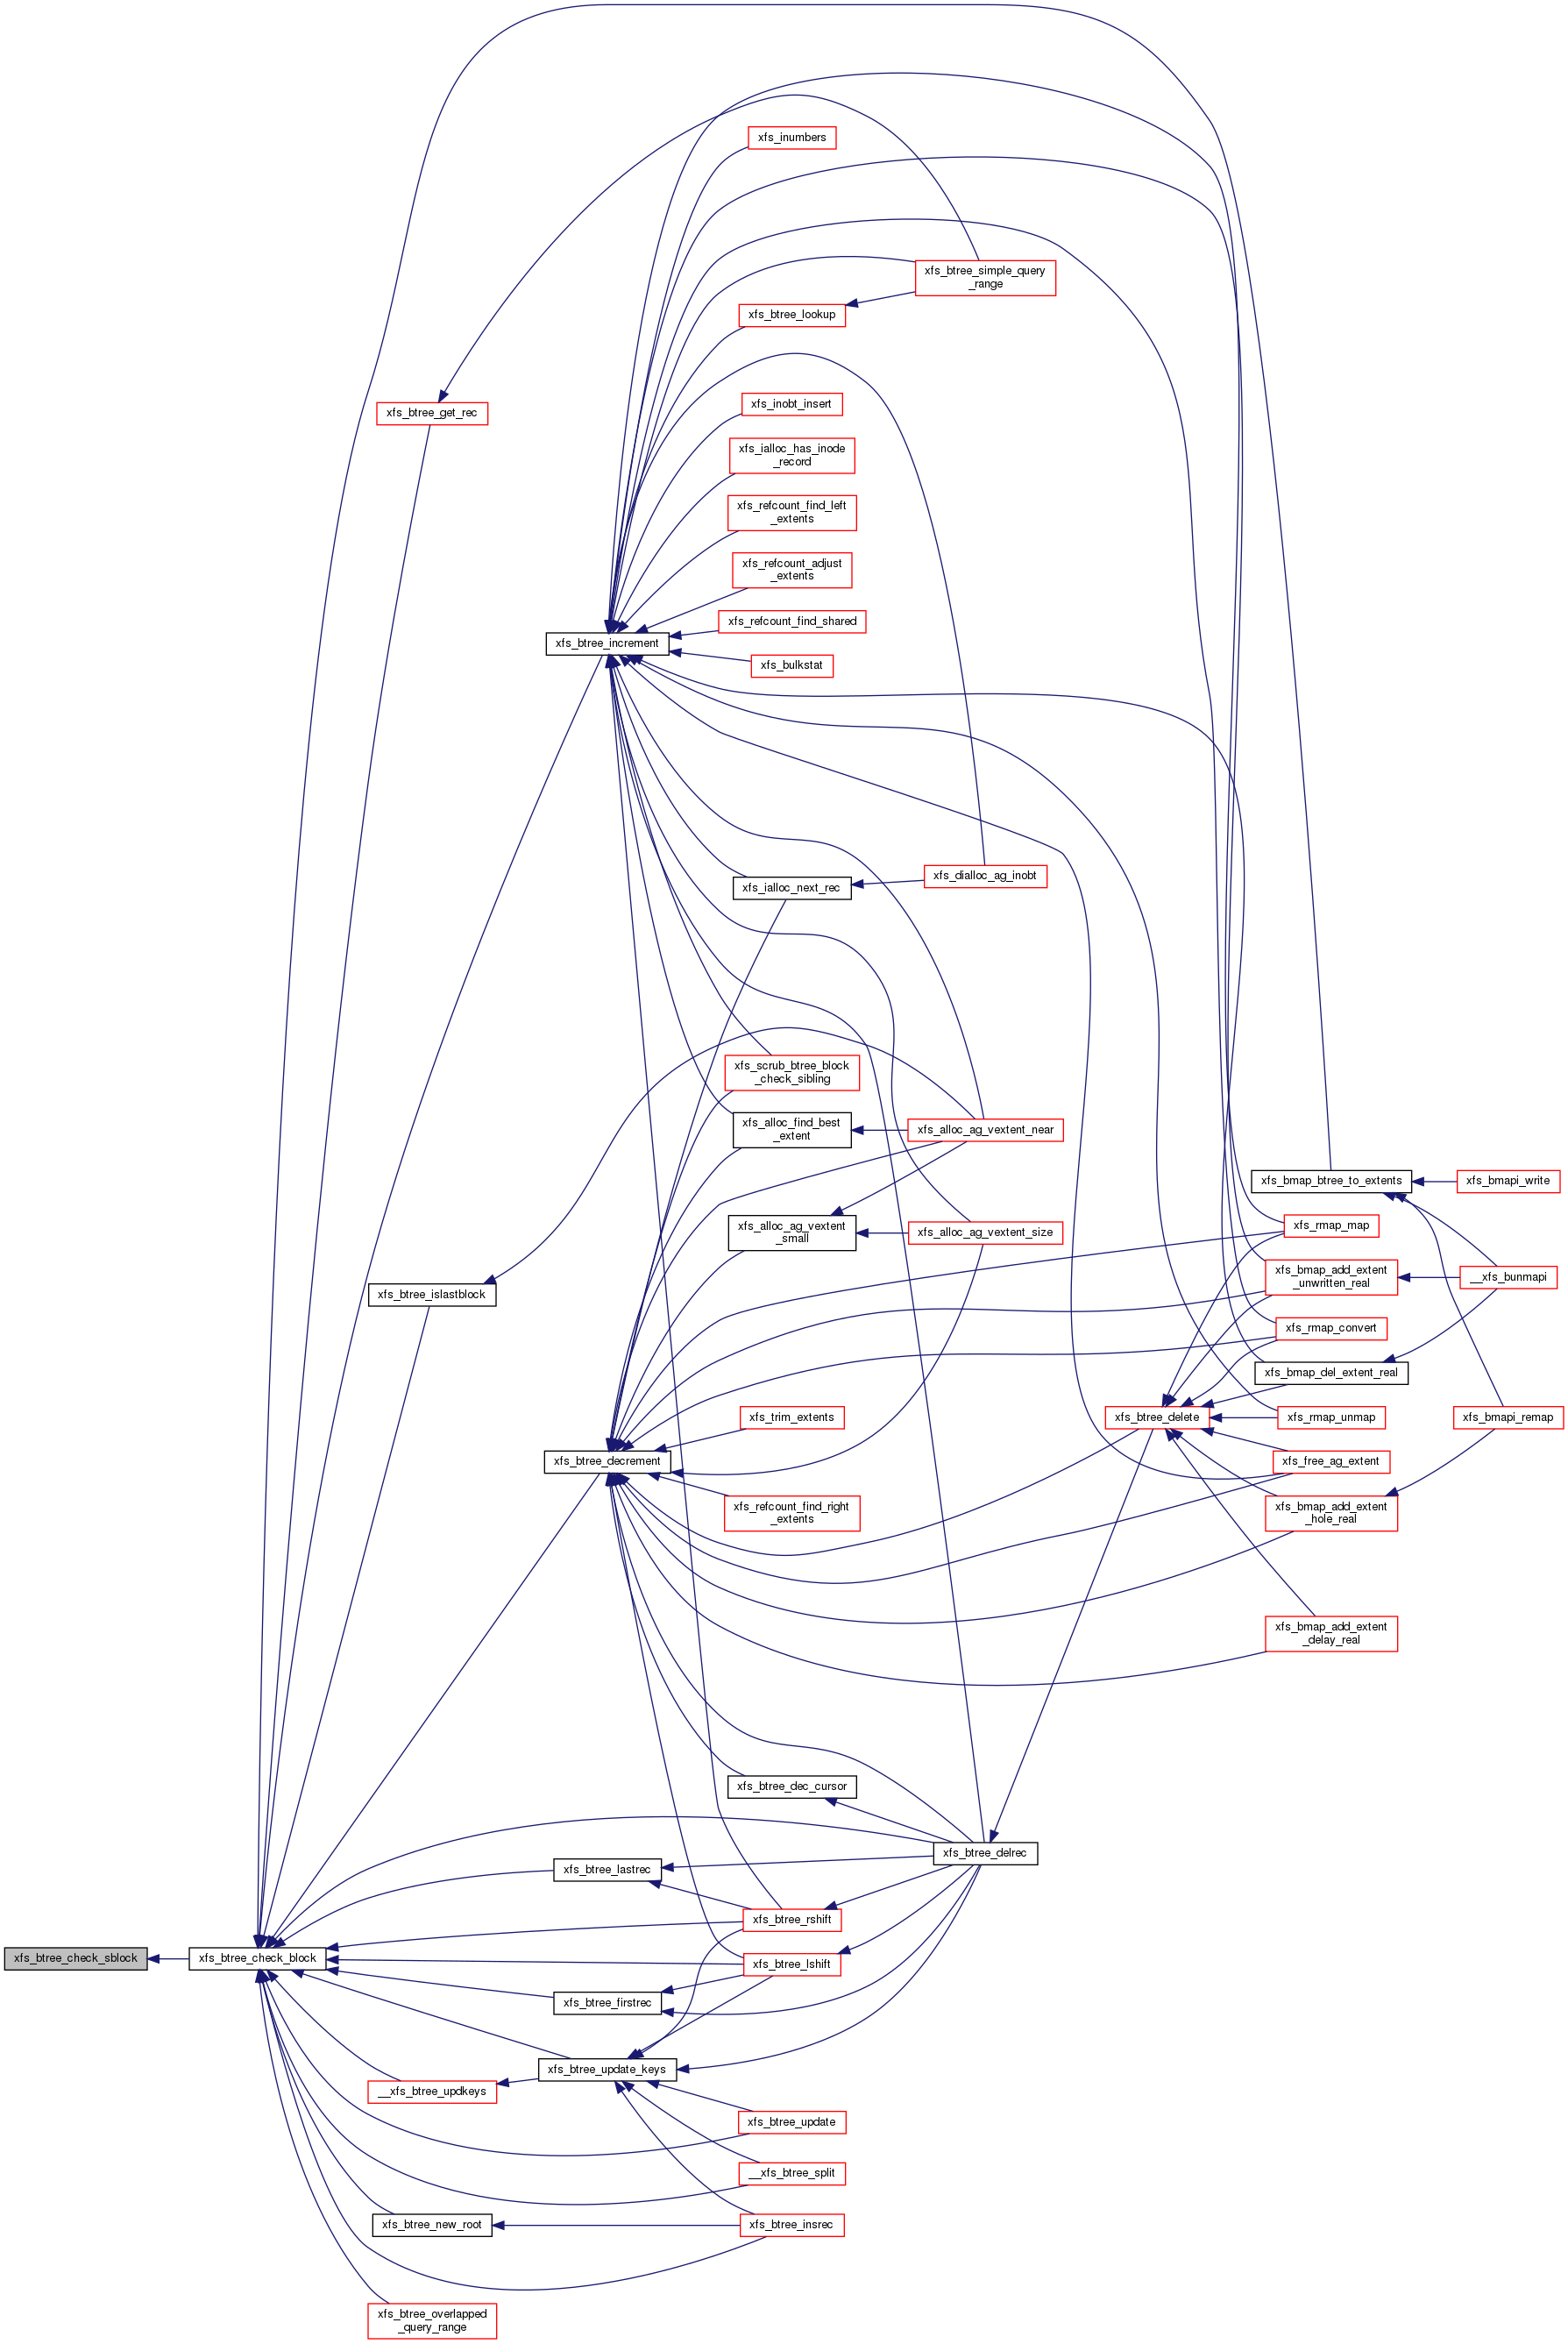 xfs_inumbers
xfs_btree_simple_query
_range
xfs_btree_lookup
xfs_btree_get_rec
xfs_inobt_insert
xfs_ialloc_has_inode
_record
xfs_refcount_find_left
_extents
xfs_refcount_adjust
_extents
xfs_refcount_find_shared
xfs_btree_increment
xfs_bulkstat
xfs_ialloc_next_rec
xfs_dialloc_ag_inobt
xfs_scrub_btree_block
_check_sibling
xfs_alloc_find_best
_extent
xfs_alloc_ag_vextent_near
xfs_bmap_btree_to_extents
xfs_bmapi_write
xfs_alloc_ag_vextent
_small
xfs_alloc_ag_vextent_size
xfs_rmap_map
xfs_bmap_add_extent
_unwritten_real
__xfs_bunmapi
xfs_btree_islastblock
xfs_rmap_convert
xfs_bmap_del_extent_real
xfs_trim_extents
xfs_btree_delete
xfs_rmap_unmap
xfs_bmapi_remap
xfs_btree_decrement
xfs_free_ag_extent
xfs_refcount_find_right
_extents
xfs_bmap_add_extent
_hole_real
xfs_bmap_add_extent
_delay_real
xfs_btree_dec_cursor
xfs_btree_delrec
xfs_btree_lastrec
xfs_btree_rshift
xfs_btree_check_sblock
xfs_btree_check_block
xfs_btree_lshift
xfs_btree_firstrec
xfs_btree_update_keys
__xfs_btree_updkeys
xfs_btree_update
__xfs_btree_split
xfs_btree_new_root
xfs_btree_insrec
xfs_btree_overlapped
_query_range